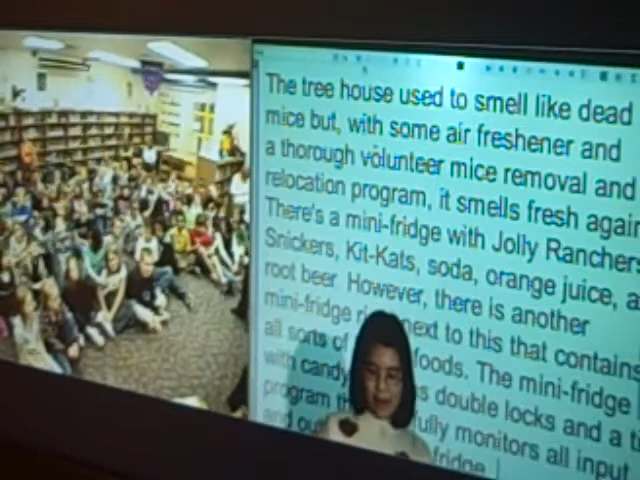 The tree house used to smell like dead
mice but, with some air freshener and
a thorough volunteer mice removal and
relocation program, it smells fresh again
There's a mini-fridge with Jolly Ranchers
Snickers, Kit-Kats, soda, orange juice, a
root beer. However, there is another
mini-fridge next to this that contains
all sorts of foods. The mini-fridge
with candy double locks and a ti
program fully monitors all input
and out
fridge.